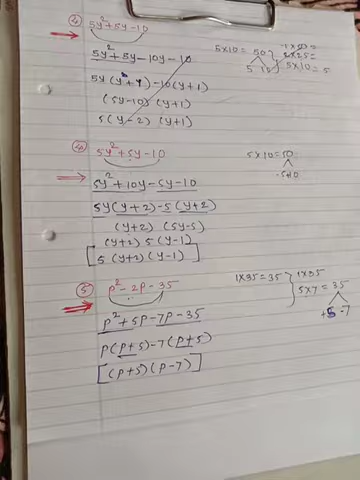 ④ 5y²+5y-10
5y²+5y-10y-10 5×10 = 50
5y(y+1)-10(y+1) 5×10 = 5
(5y-10) (y+1)
5(y-2) (y+1)
④ 5y²+5y-10 5×10=50
5y²+10y-5y-10 -5+10
5y(y+2)-5(y+2)
(y+2) (5y-5)
(y+2) 5(y-1)
[5(y+2)(y-1)]
⑤ p²-2p-35 1×35=35 1×35
p²+5p-7p-35 5×7 = 35
p(p+5)-7(p+5) +5 -7
[(p+5)(p-7)]